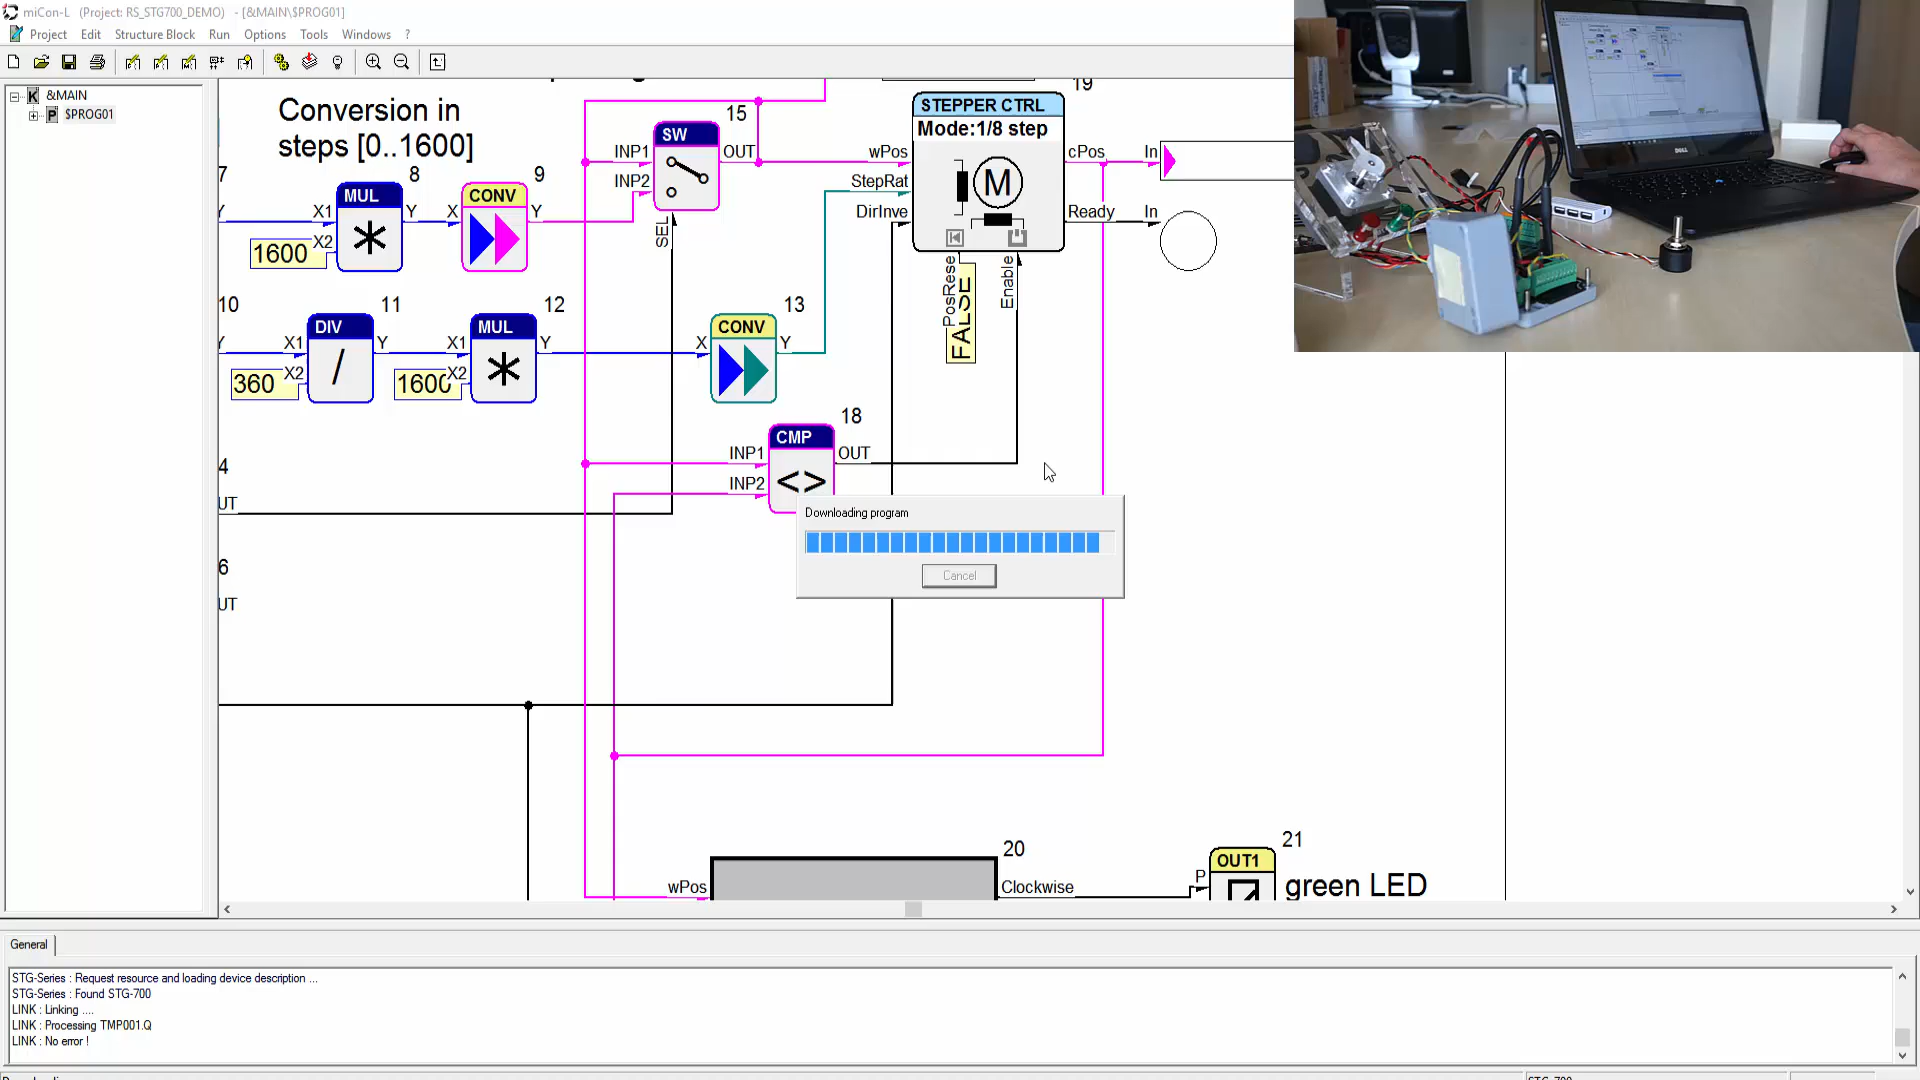 miCon-L (Project: RS_STG700_DEMO) - [&MAIN\$PROG01]
Project Edit Structure Block Run Options Tools Windows ?
&MAIN
$PROG01
Conversion in
steps [0..1600]
7
Y
X1
X2
1600
8
MUL
Y
X
9
CONV
Y
15
SW
INP1
INP2
OUT
SEL
19
STEPPER CTRL
Mode:1/8 step
wPos
StepRat
DirInve
cPos
Ready
In
In
M
PosRese
Enable
FALSE
10
Y
X1
X2
360
11
DIV
Y
X1
X2
1600
12
MUL
Y
X
13
CONV
Y
18
CMP
INP1
INP2
OUT
<>
4
UT
6
UT
Downloading program
Cancel
20
wPos
Clockwise
P
21
OUT1
green LED
General
STG-Series : Request resource and loading device description ...
STG-Series : Found STG-700
LINK : Linking ....
LINK : Processing TMP001.Q
LINK : No error !